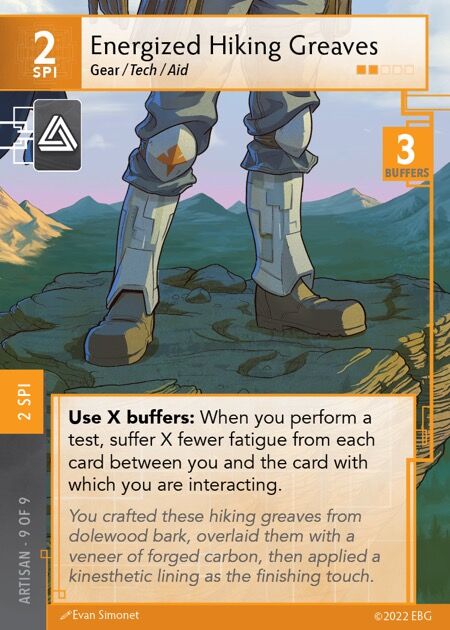 2
SPI
Energized Hiking Greaves
Gear / Tech / Aid
3
BUFFERS
2 SPI
Use X buffers: When you perform a
test, suffer X fewer fatigue from each
card between you and the card with
which you are interacting.
You crafted these hiking greaves from
dolewood bark, overlaid them with a
veneer of forged carbon, then applied a
kinesthetic lining as the finishing touch.
ARTISAN - 9 OF 9
Evan Simonet
©2022 EBG